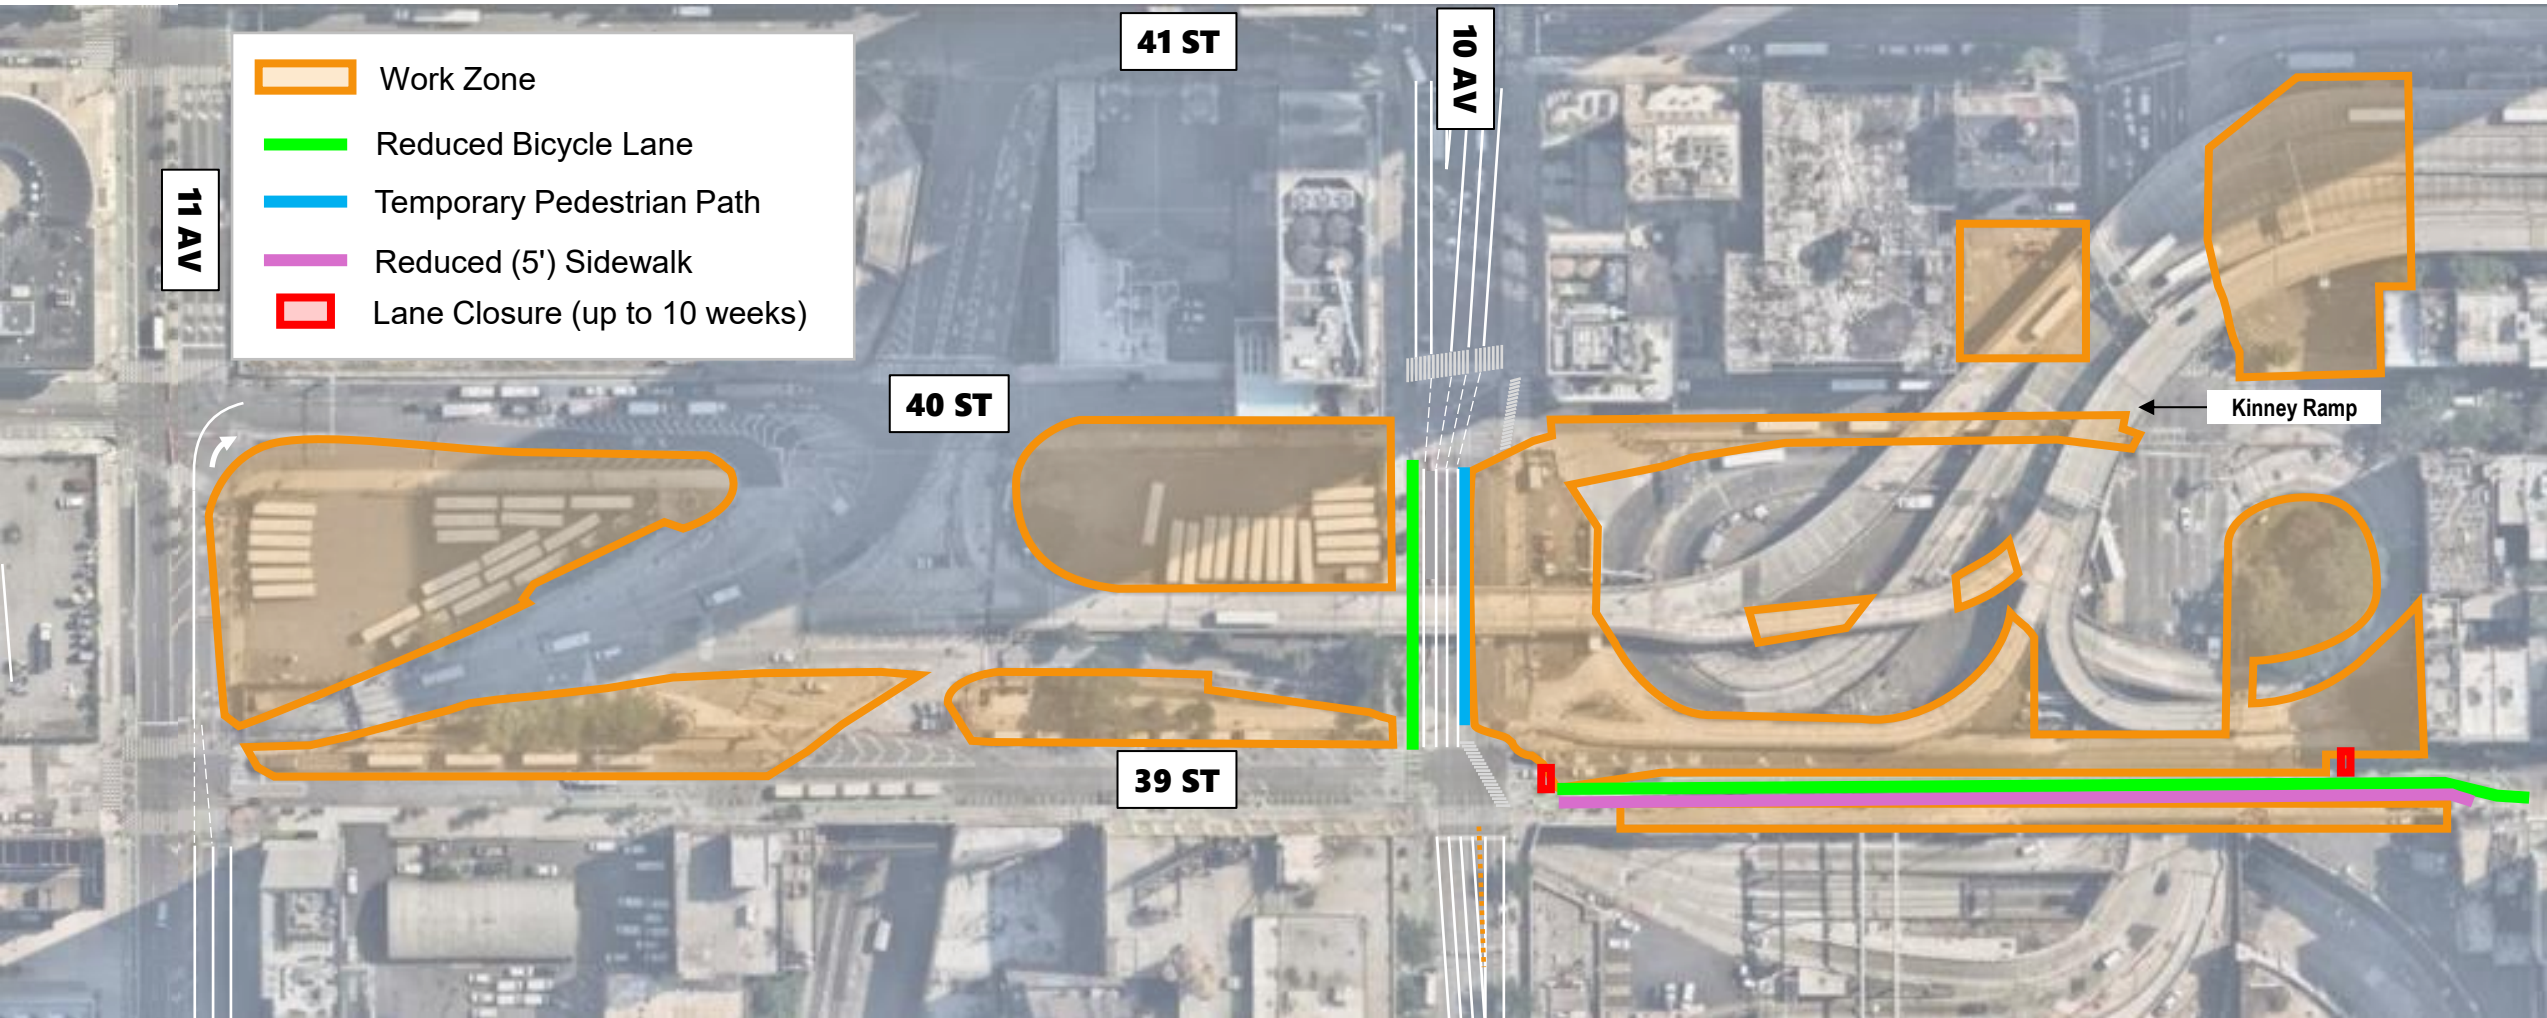 41 ST
10 AV
Work Zone
Reduced Bicycle Lane
Temporary Pedestrian Path
Reduced (5') Sidewalk
Lane Closure (up to 10 weeks)
11 AV
40 ST
Kinney Ramp
39 ST